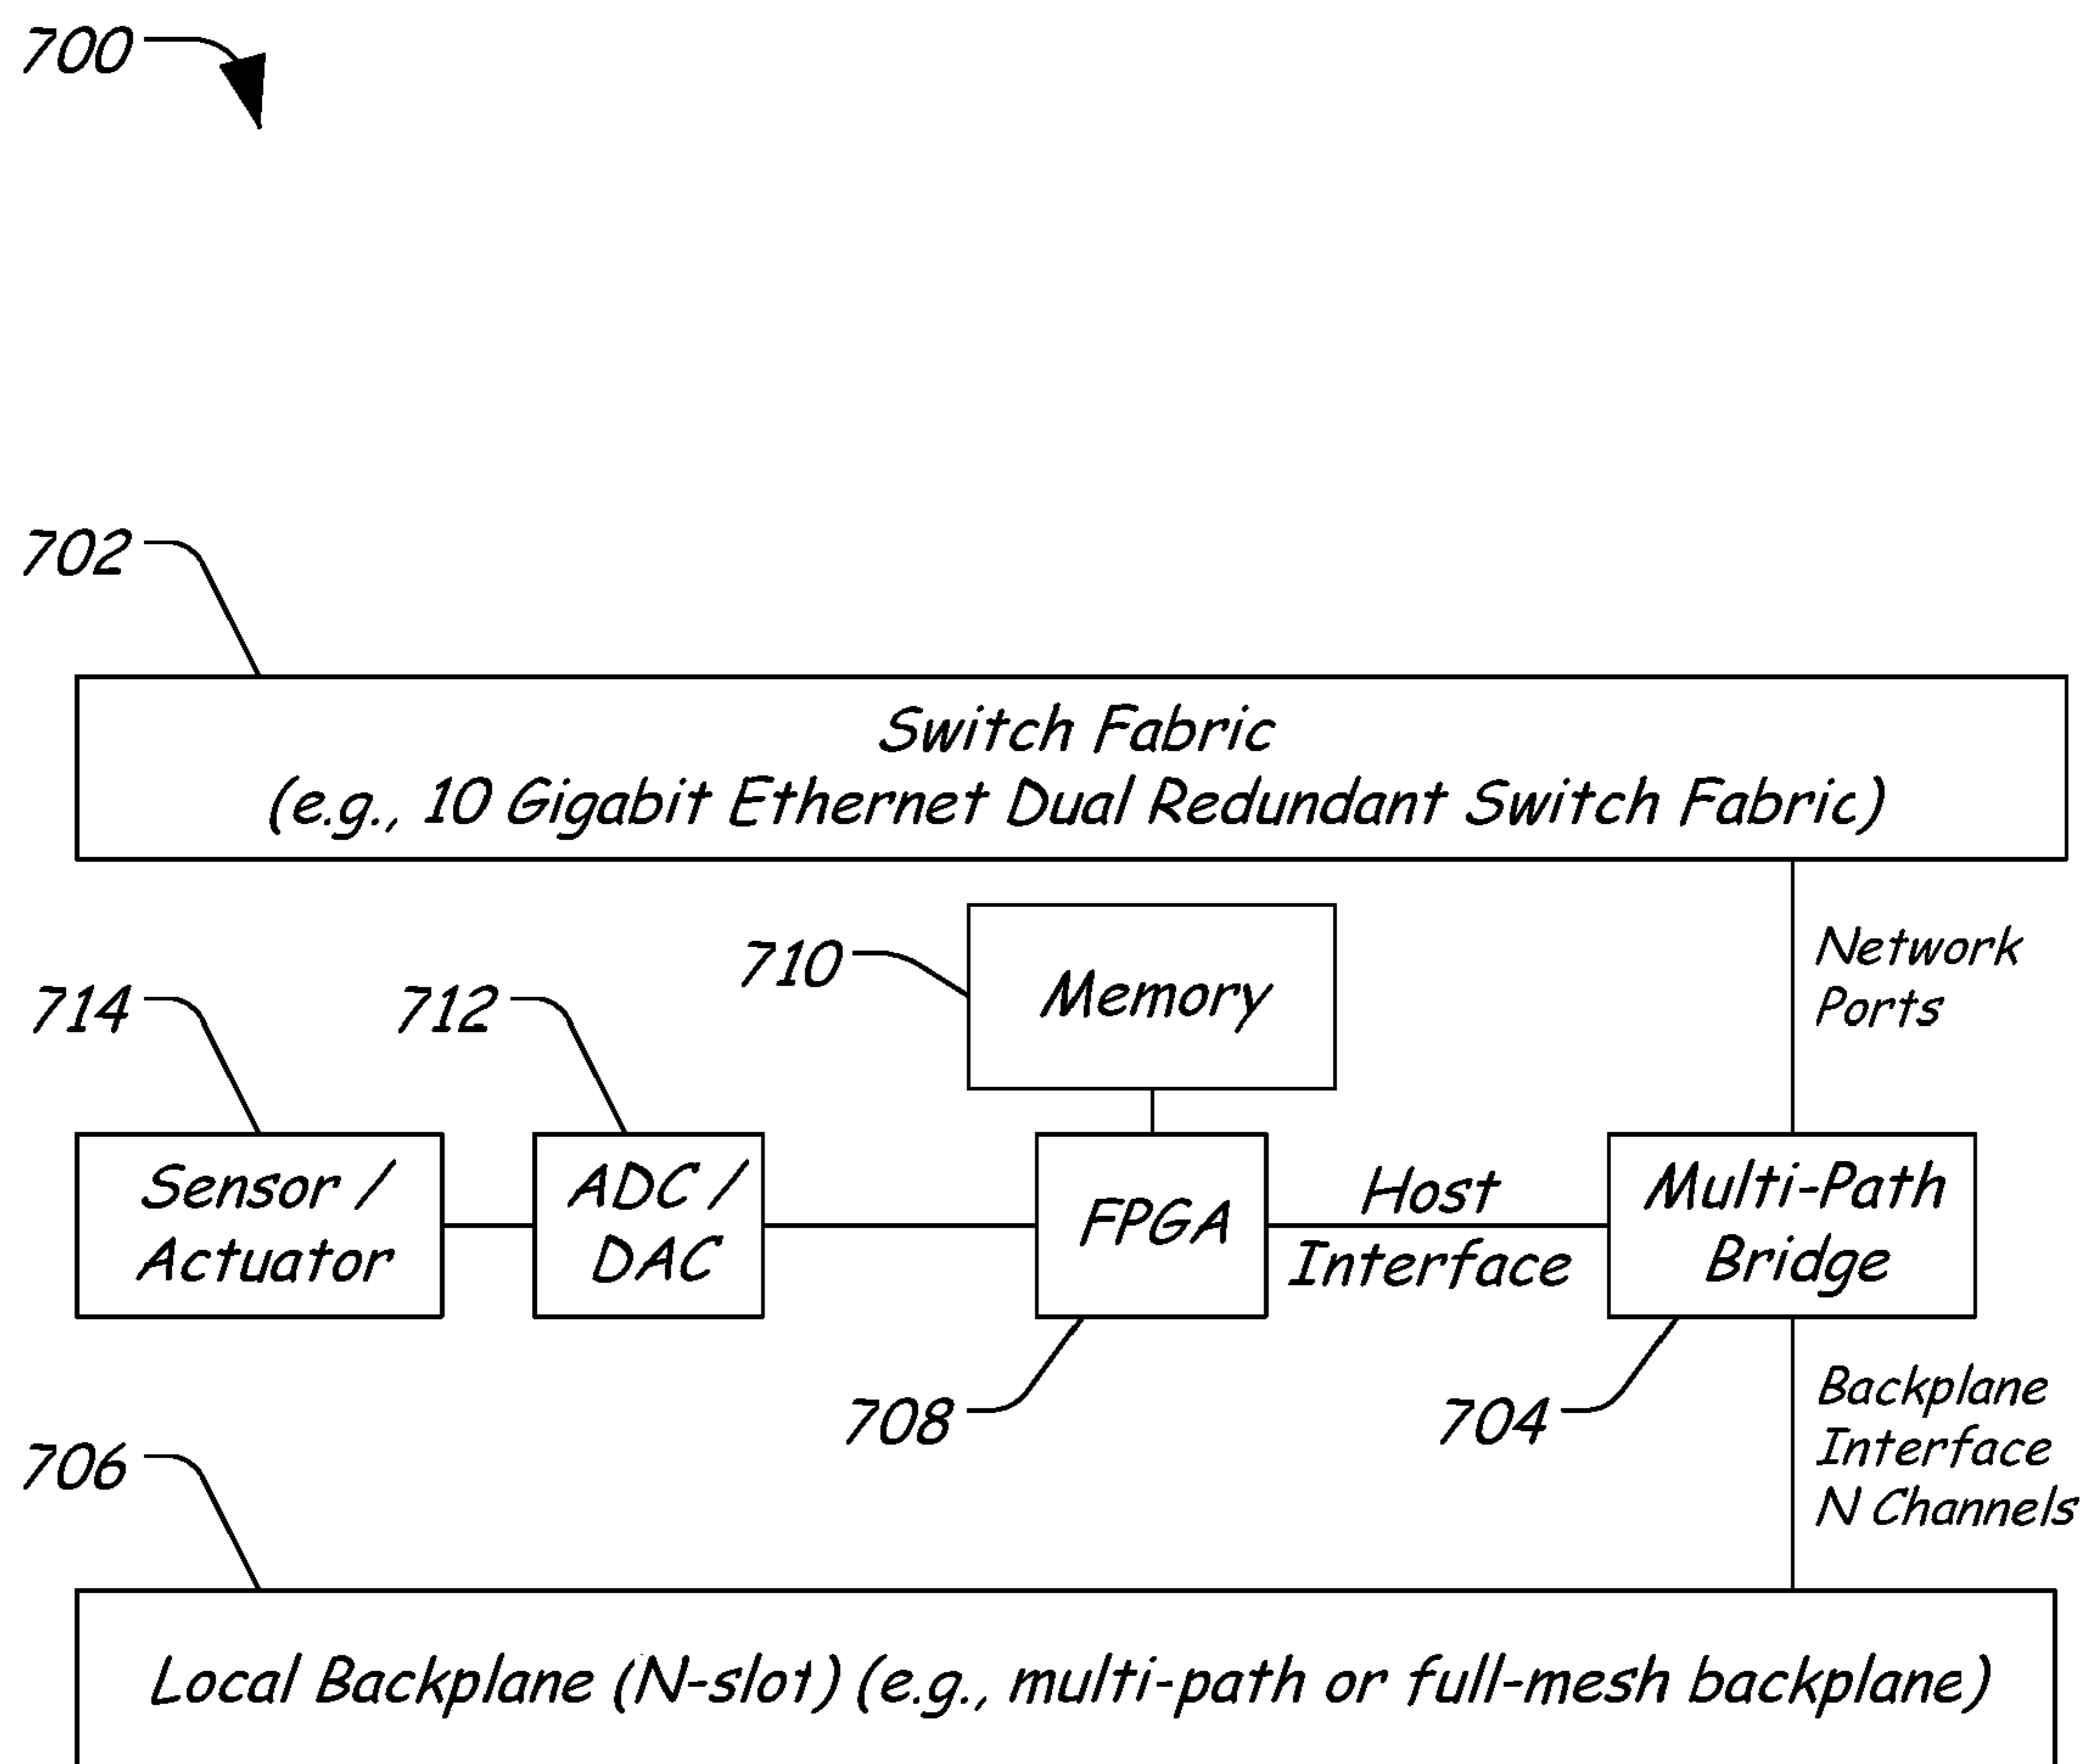 700
702
Switch Fabric
(e.g., 10 Gigabit Ethernet Dual Redundant Switch Fabric)
Network
Ports
710
Memory
714
712
Sensor /
Actuator
ADC /
DAC
FPGA
Host
Interface
Multi-Path
Bridge
708
704
Backplane
Interface
N Channels
706
Local Backplane (N-slot) (e.g., multi-path or full-mesh backplane)